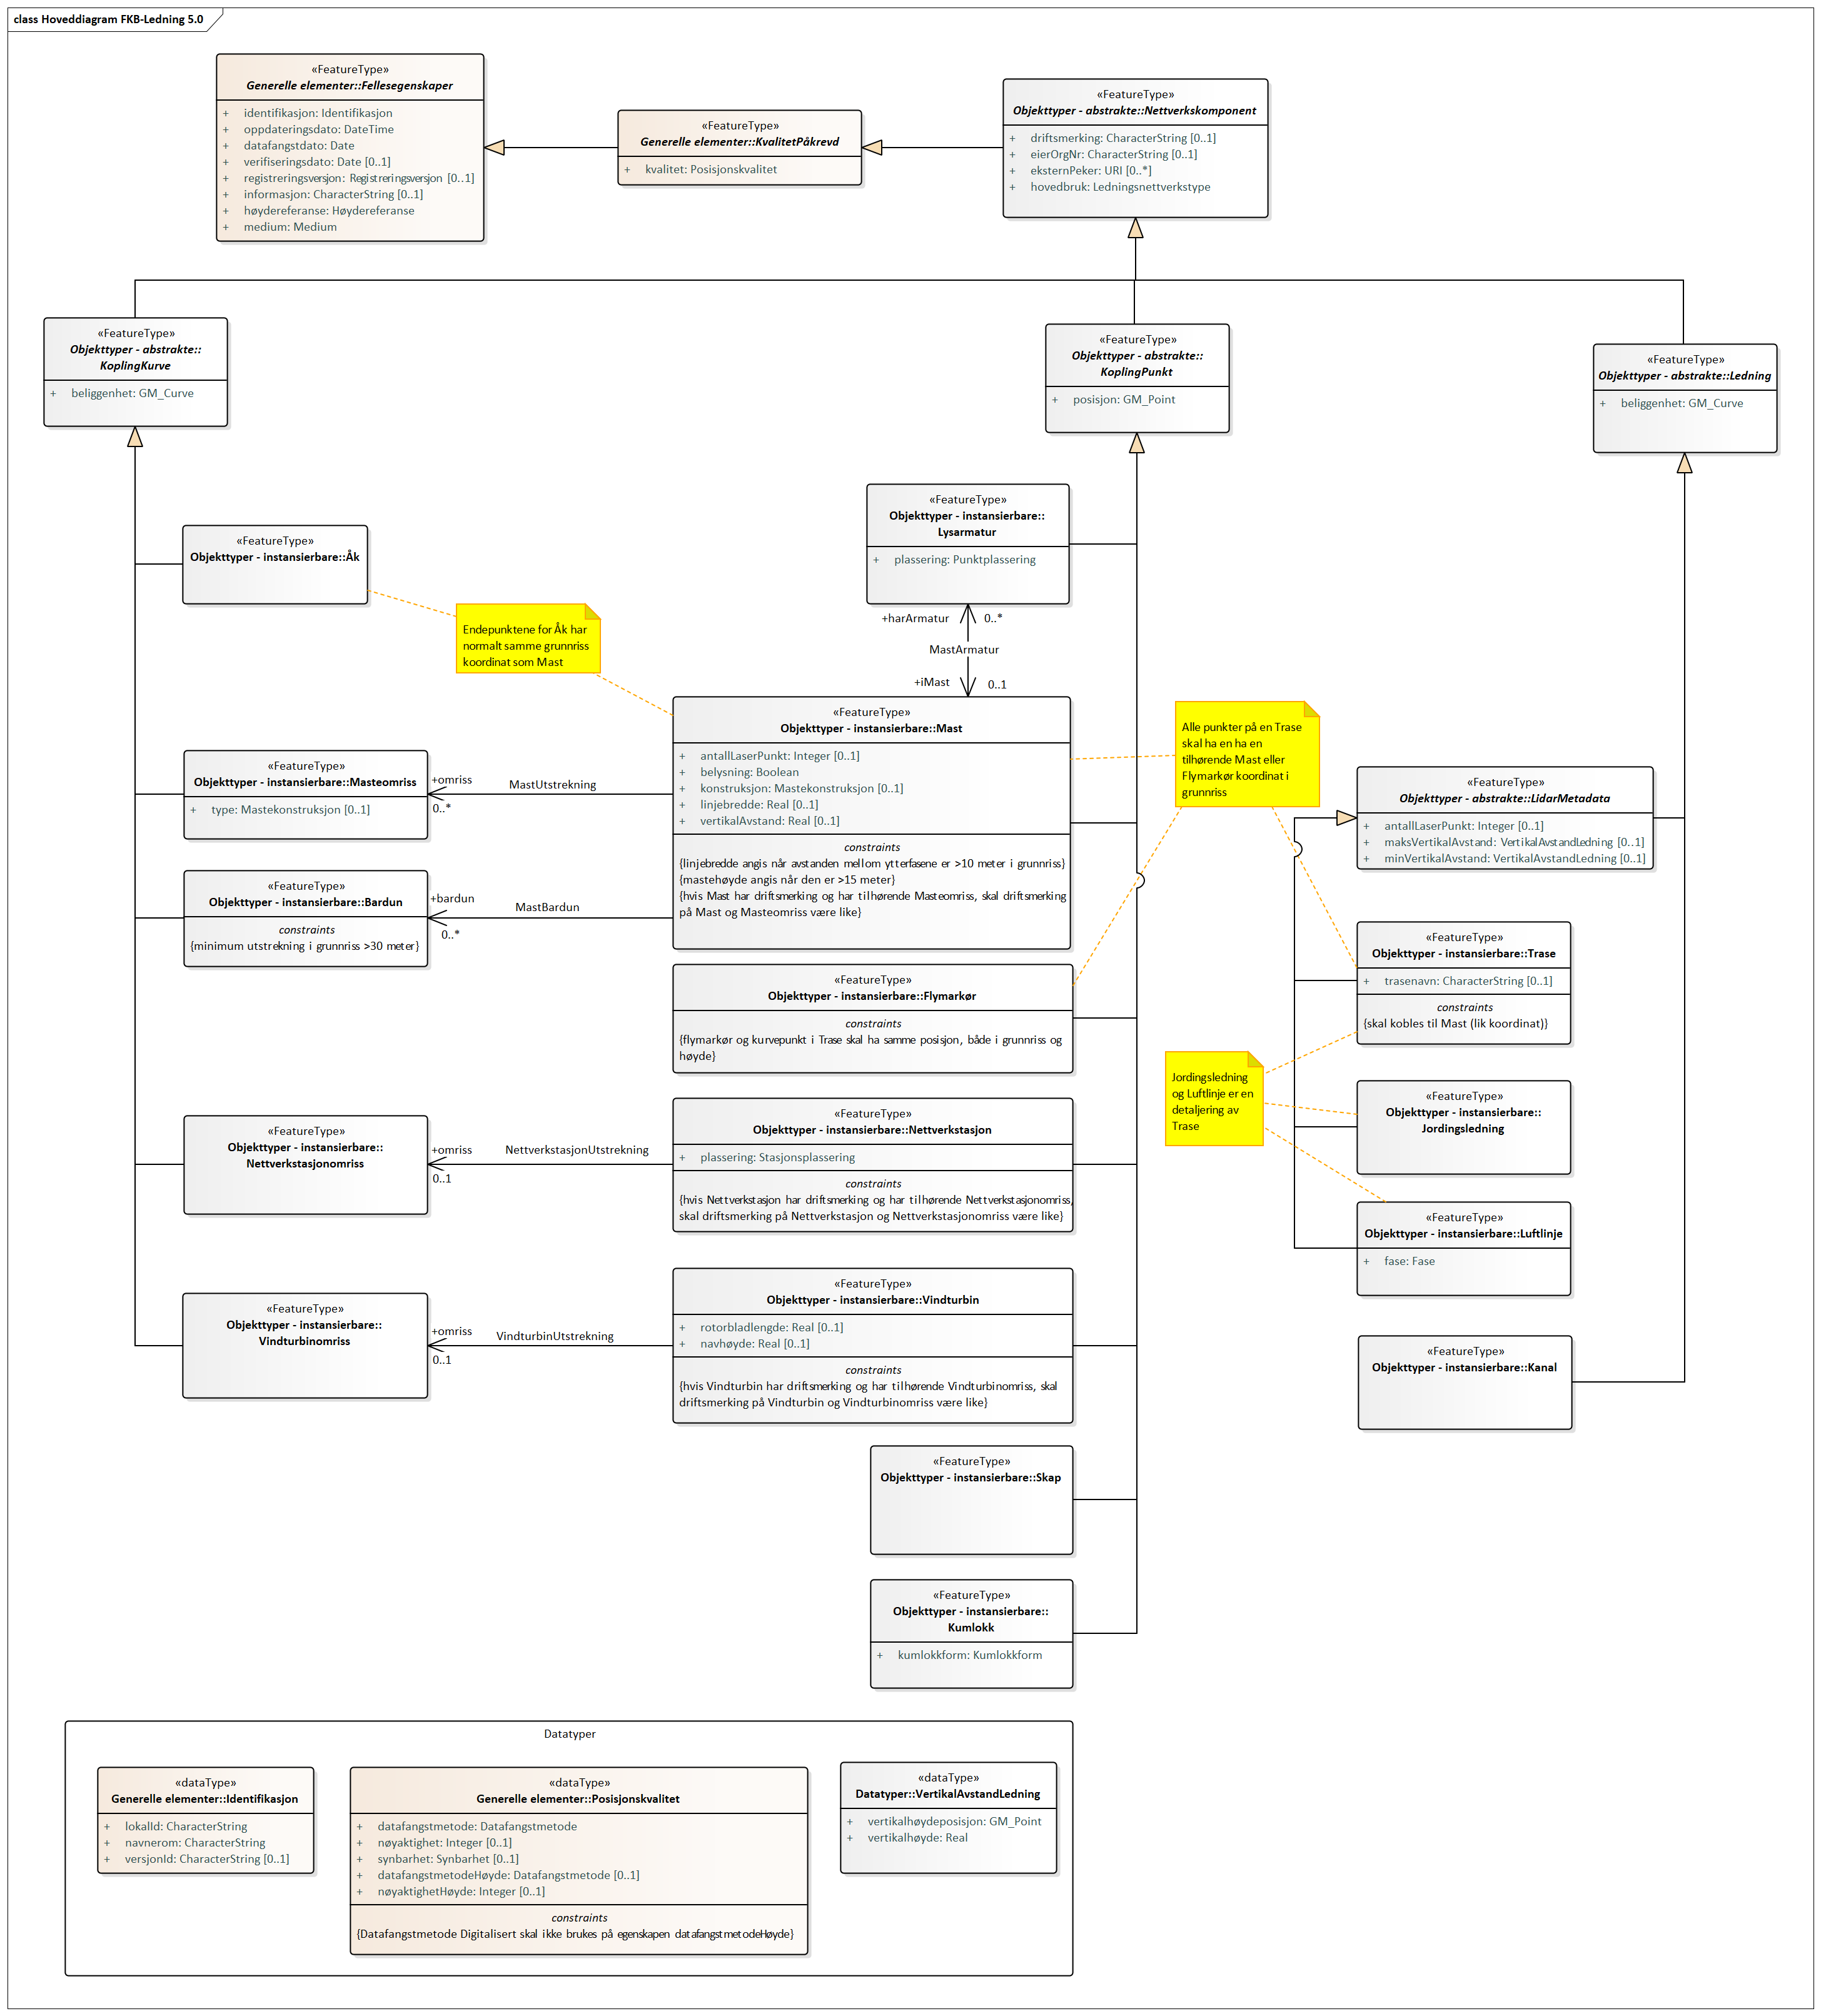 class Hoveddiagram FKB-Ledning 5.0
«FeatureType»
Generelle elementer::Fellesegenskaper
+ identifikasjon: Identifikasjon
+ oppdateringsdato: DateTime
+ datafangstdato: Date
+ verifiseringsdato: Date [0..1]
+ registreringsversjon: Registreringsversjon [0..1]
+ informasjon: CharacterString [0..1]
+ høydereferanse: Høydereferanse
+ medium: Medium
«FeatureType»
Generelle elementer::KvalitetPåkrevd
+ kvalitet: Posisjonskvalitet
«FeatureType»
Objekttyper - abstrakte::Nettverkskomponent
+ driftsmerking: CharacterString [0..1]
+ eierOrgNr: CharacterString [0..1]
+ eksternPeker: URI [0..*]
+ hovedbruk: Ledningsnettverkstype
«FeatureType»
Objekttyper - abstrakte::
KoplingKurve
+ beliggenhet: GM_Curve
«FeatureType»
Objekttyper - abstrakte::
KoplingPunkt
+ posisjon: GM_Point
«FeatureType»
Objekttyper - abstrakte::Ledning
+ beliggenhet: GM_Curve
«FeatureType»
Objekttyper - instansierbare::
Lysarmatur
+ plassering: Punktplassering
«FeatureType»
Objekttyper - instansierbare::Åk
Endepunktene for Åk har
normalt samme grunnriss
koordinat som Mast
+harArmatur 0..*
MastArmatur
+iMast 0..1
«FeatureType»
Objekttyper - instansierbare::Mast
+ antallLaserPunkt: Integer [0..1]
+ belysning: Boolean
+ konstruksjon: Mastekonstruksjon [0..1]
+ linjebredde: Real [0..1]
+ vertikalAvstand: Real [0..1]
constraints
{linjebredde angis når avstanden mellom ytterfasene er >10 meter i grunnriss}
{mastehøyde angis når den er >15 meter}
{hvis Mast har driftsmerking og har tilhørende Masteomriss, skal driftsmerking
på Mast og Masteomriss være like}
Alle punkter på en Trase
skal ha en ha en
tilhørende Mast eller
Flymarkør koordinat i
grunnriss
«FeatureType»
Objekttyper - instansierbare::Masteomriss
+ type: Mastekonstruksjon [0..1]
+omriss
0..*
MastUtstrekning
«FeatureType»
Objekttyper - abstrakte::LidarMetadata
+ antallLaserPunkt: Integer [0..1]
+ maksVertikalAvstand: VertikalAvstandLedning [0..1]
+ minVertikalAvstand: VertikalAvstandLedning [0..1]
«FeatureType»
Objekttyper - instansierbare::Bardun
constraints
{minimum utstrekning i grunnriss >30 meter}
+bardun
0..*
MastBardun
«FeatureType»
Objekttyper - instansierbare::Flymarkør
constraints
{flymarkør og kurvepunkt i Trase skal ha samme posisjon, både i grunnriss og
høyde}
«FeatureType»
Objekttyper - instansierbare::Trase
+ trasenavn: CharacterString [0..1]
constraints
{skal kobles til Mast (lik koordinat)}
Jordingsledning
og Luftlinje er en
detaljering av
Trase
«FeatureType»
Objekttyper - instansierbare::
Jordingsledning
«FeatureType»
Objekttyper - instansierbare::
Nettverkstasjonomriss
+omriss
0..1
NettverkstasjonUtstrekning
«FeatureType»
Objekttyper - instansierbare::Nettverkstasjon
+ plassering: Stasjonsplassering
constraints
{hvis Nettverkstasjon har driftsmerking og har tilhørende Nettverkstasjonomriss,
skal driftsmerking på Nettverkstasjon og Nettverkstasjonomriss være like}
«FeatureType»
Objekttyper - instansierbare::Luftlinje
+ fase: Fase
«FeatureType»
Objekttyper - instansierbare::
Vindturbinomriss
+omriss
0..1
VindturbinUtstrekning
«FeatureType»
Objekttyper - instansierbare::Vindturbin
+ rotorbladlengde: Real [0..1]
+ navhøyde: Real [0..1]
constraints
{hvis Vindturbin har driftsmerking og har tilhørende Vindturbinomriss, skal
driftsmerking på Vindturbin og Vindturbinomriss være like}
«FeatureType»
Objekttyper - instansierbare::Kanal
«FeatureType»
Objekttyper - instansierbare::Skap
«FeatureType»
Objekttyper - instansierbare::
Kumlokk
+ kumlokkform: Kumlokkform
Datatyper
«dataType»
Generelle elementer::Identifikasjon
+ lokalId: CharacterString
+ navnerom: CharacterString
+ versjonId: CharacterString [0..1]
«dataType»
Generelle elementer::Posisjonskvalitet
+ datafangstmetode: Datafangstmetode
+ nøyaktighet: Integer [0..1]
+ synbarhet: Synbarhet [0..1]
+ datafangstmetodeHøyde: Datafangstmetode [0..1]
+ nøyaktighetHøyde: Integer [0..1]
constraints
{Datafangstmetode Digitalisert skal ikke brukes på egenskapen datafangstmetodeHøyde}
«dataType»
Datatyper::VertikalAvstandLedning
+ vertikalhøydeposisjon: GM_Point
+ vertikalhøyde: Real